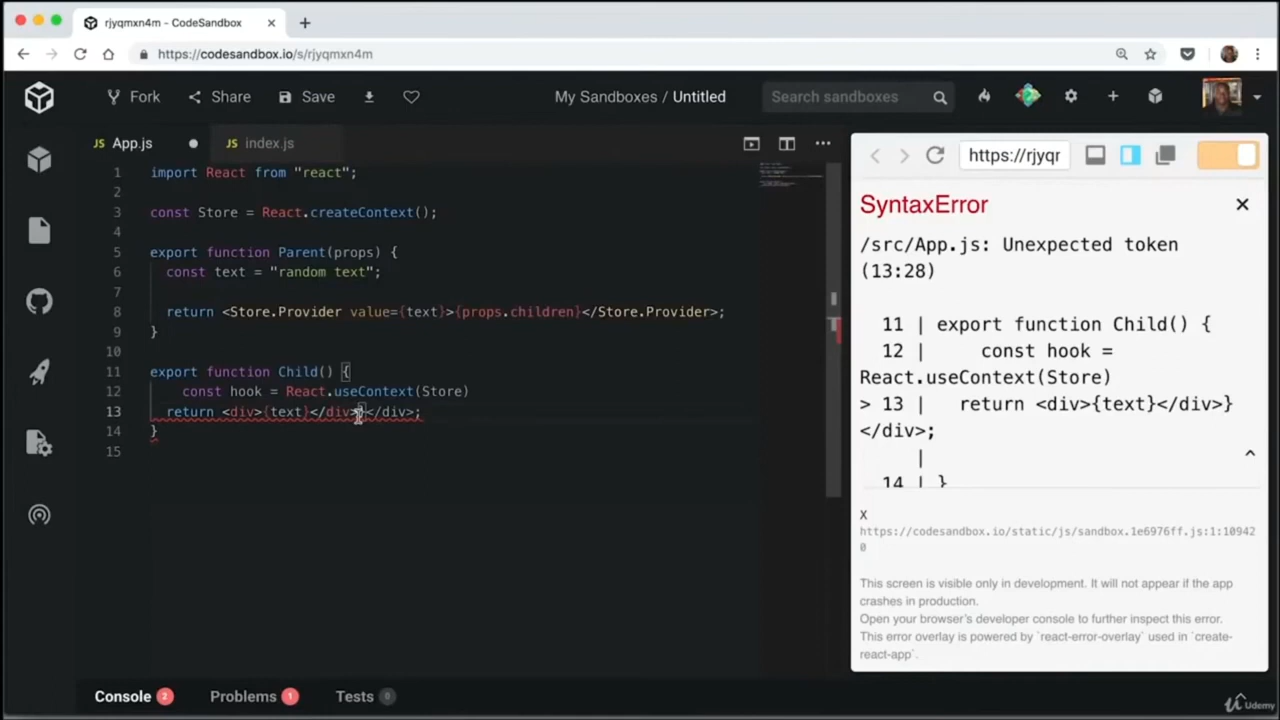 rjyqmxn4m — CodeSandbox
https://codesandbox.io/s/rjyqmxn4m
Fork Share Save My Sandboxes / Untitled Search sandboxes
JS App.js JS index.js
https://rjyqr
1 import React from "react";
2
3 const Store = React.createContext();
4
5 export function Parent(props) {
6 const text = "random text";
7
8 return <Store.Provider value={text}>{props.children}</Store.Provider>;
9 }
10
11 export function Child() {
12 const hook = React.useContext(Store)
13 return <div>{text}</div>}</div>;
14 }
15
SyntaxError
/src/App.js: Unexpected token
(13:28)
11 | export function Child() {
12 | const hook =
React.useContext(Store)
> 13 | return <div>{text}</div>}
</div>;
|
14 | }
X
https://codesandbox.io/static/js/sandbox.1e6976ff.js:1:10942
0
This screen is visible only in development. It will not appear if the app
crashes in production.
Open your browser's developer console to further inspect this error.
This error overlay is powered by `react-error-overlay` used in `create-
react-app`.
Console 2 Problems 1 Tests 0
Udemy